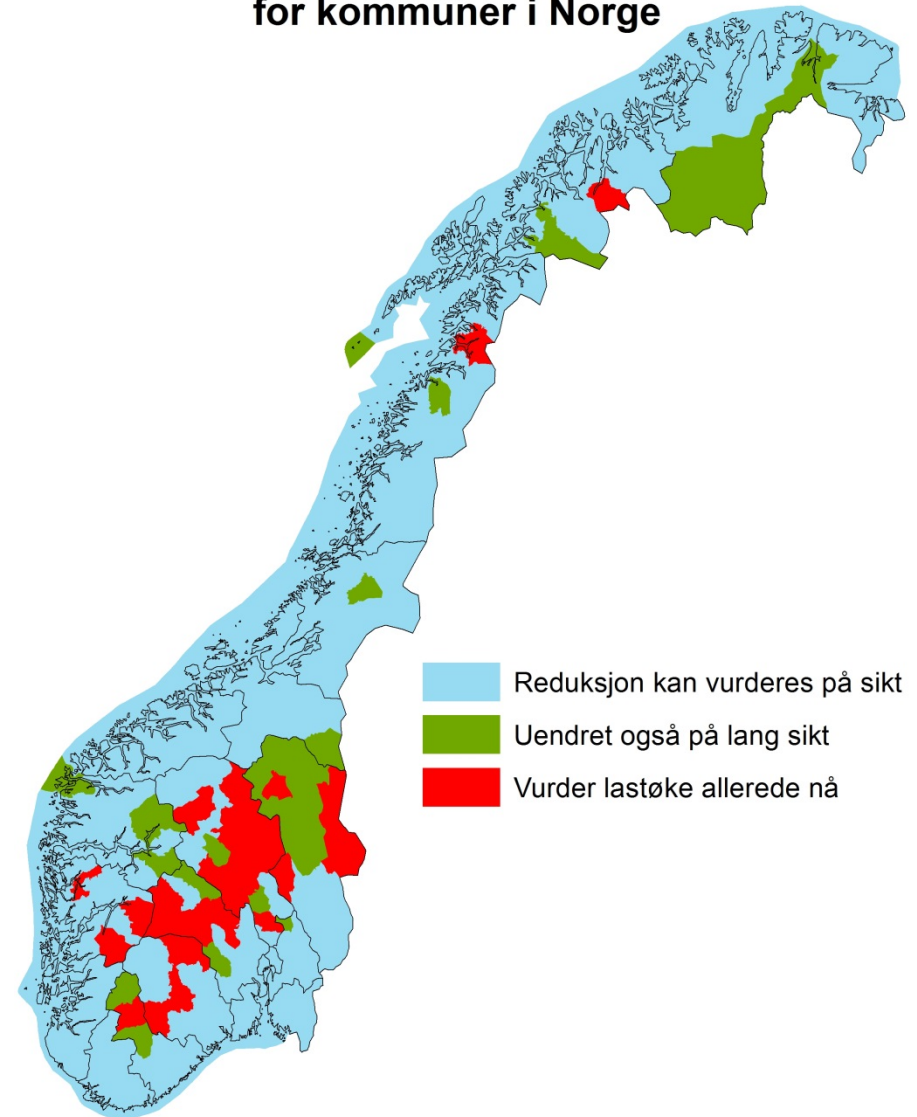 for kommuner i Norge
Reduksjon kan vurderes på sikt
Uendret også på lang sikt
Vurder lastøke allerede nå